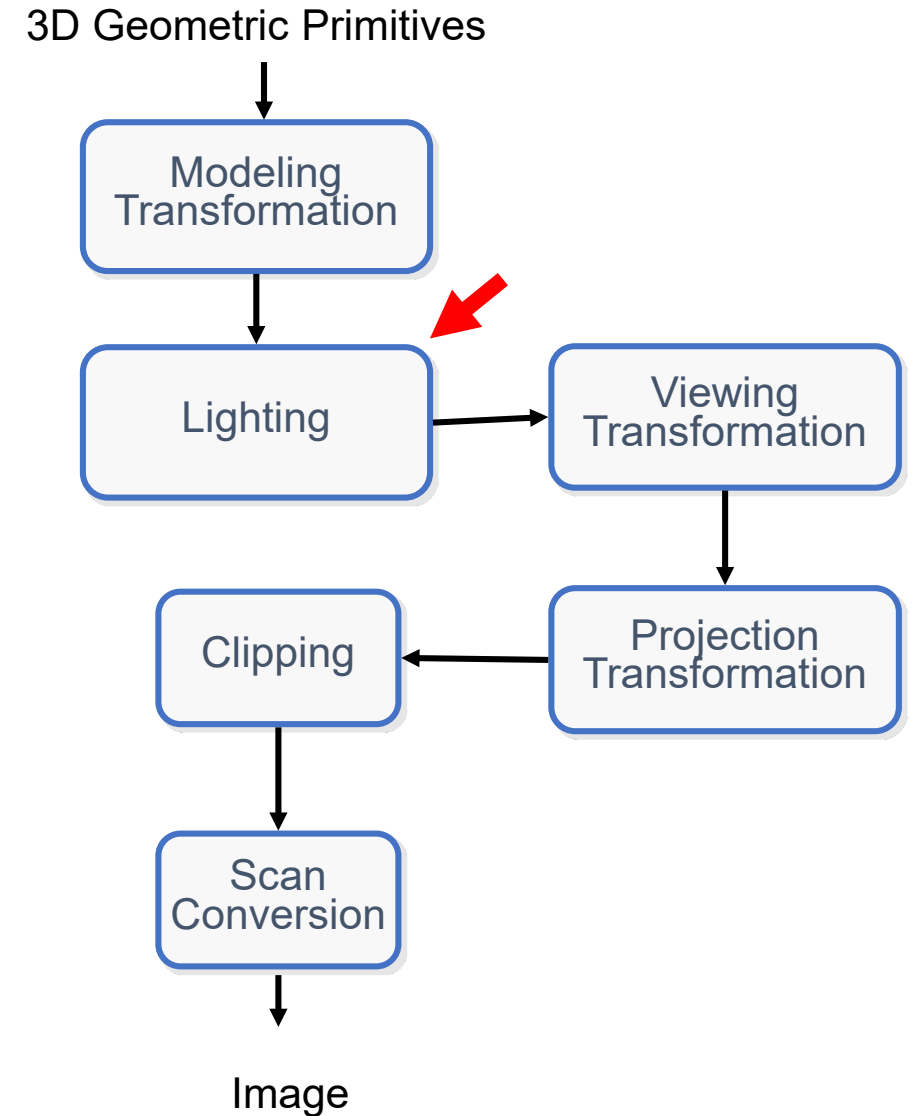 3D Geometric Primitives
Modeling
Transformation
Lighting
Viewing
Transformation
Projection
Transformation
Clipping
Scan
Conversion
Image